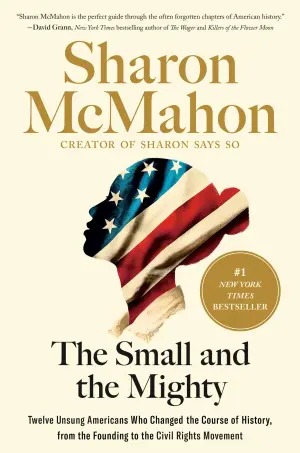 "Sharon McMahon is the perfect guide through the often forgotten chapters of American history."
—David Grann, New York Times bestselling author of The Wager and Killers of the Flower Moon
Sharon
McMahon
CREATOR OF SHARON SAYS SO
#1
NEW YORK
TIMES
BESTSELLER
The Small and
the Mighty
Twelve Unsung Americans Who Changed the Course of History,
from the Founding to the Civil Rights Movement